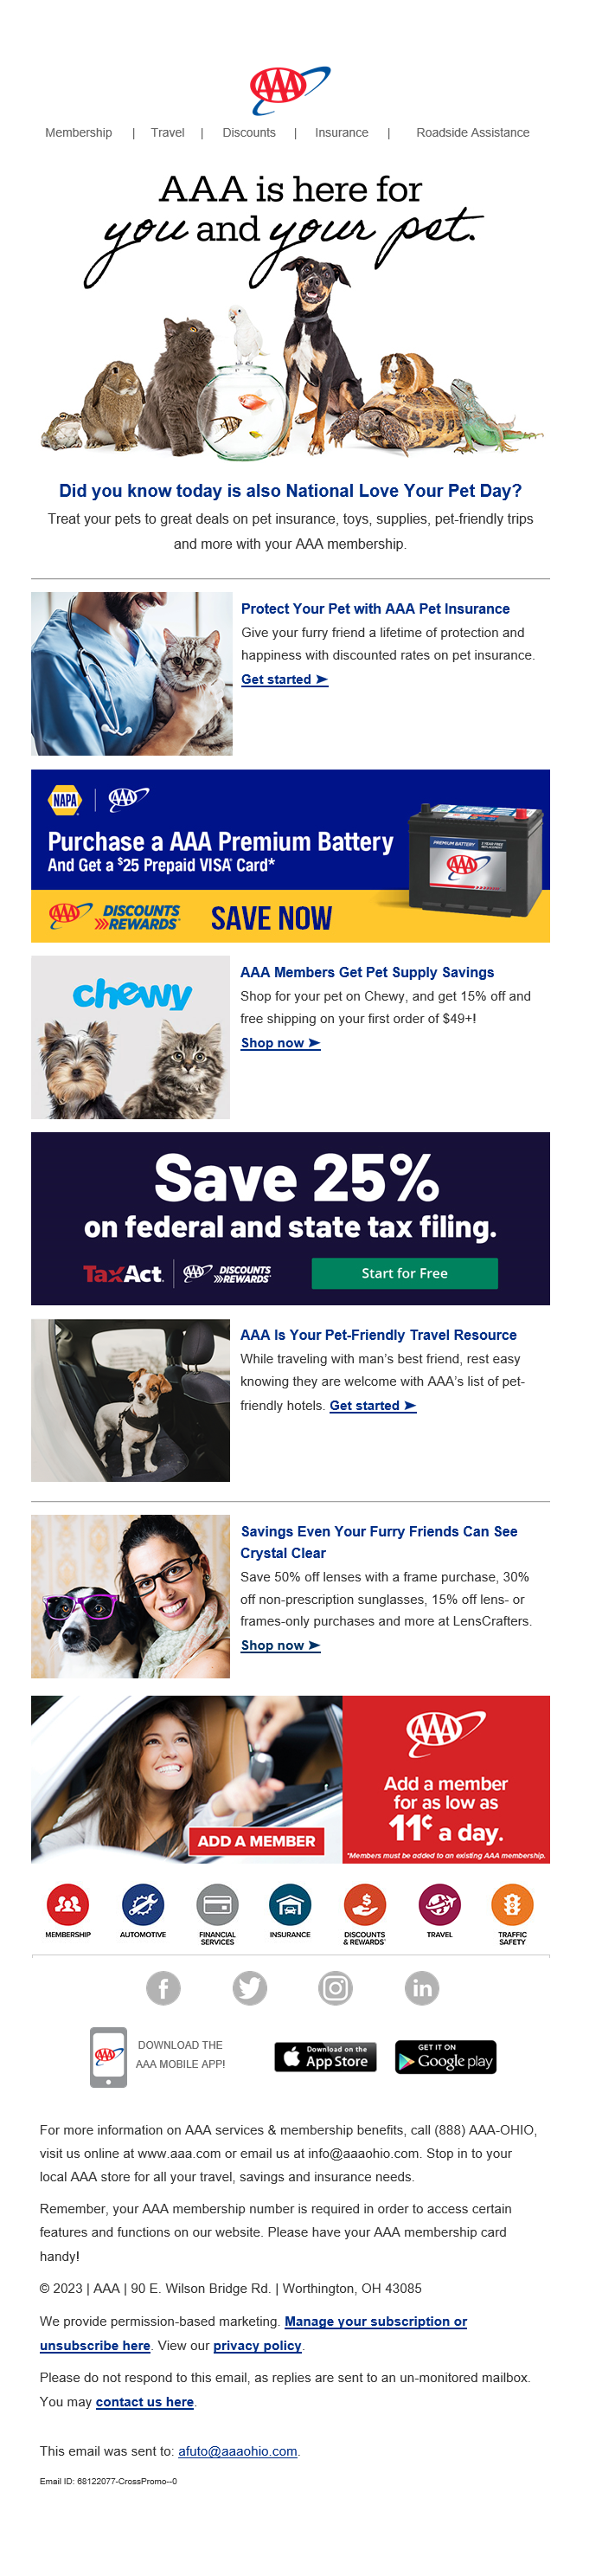 AAA
Membership | Travel | Discounts | Insurance | Roadside Assistance
AAA is here for
you and your pet.
Did you know today is also National Love Your Pet Day?
Treat your pets to great deals on pet insurance, toys, supplies, pet-friendly trips
and more with your AAA membership.
Protect Your Pet with AAA Pet Insurance
Give your furry friend a lifetime of protection and
happiness with discounted rates on pet insurance.
Get started ➤
NAPA | AAA
Purchase a AAA Premium Battery
And Get a $25 Prepaid VISA* Card*
PREMIUM BATTERY
AAA
AAA DISCOUNTS
REWARDS
SAVE NOW
chewy
AAA Members Get Pet Supply Savings
Shop for your pet on Chewy, and get 15% off and
free shipping on your first order of $49+!
Shop now ➤
Save 25%
on federal and state tax filing.
TaxAct. | AAA DISCOUNTS
& REWARDS
Start for Free
AAA Is Your Pet-Friendly Travel Resource
While traveling with man’s best friend, rest easy
knowing they are welcome with AAA’s list of pet-
friendly hotels. Get started ➤
Savings Even Your Furry Friends Can See
Crystal Clear
Save 50% off lenses with a frame purchase, 30%
off non-prescription sunglasses, 15% off lens- or
frames-only purchases and more at LensCrafters.
Shop now ➤
ADD A MEMBER
AAA
Add a member
for as low as
11¢ a day.
*Members must be added to an existing AAA membership.
MEMBERSHIP
AUTOMOTIVE
FINANCIAL
SERVICES
INSURANCE
DISCOUNTS
& REWARDS
TRAVEL
TRAFFIC
SAFETY
AAA
DOWNLOAD THE
AAA MOBILE APP!
Download on the
App Store
GET IT ON
Google play
For more information on AAA services & membership benefits, call (888) AAA-OHIO,
visit us online at www.aaa.com or email us at info@aaaohio.com. Stop in to your
local AAA store for all your travel, savings and insurance needs.
Remember, your AAA membership number is required in order to access certain
features and functions on our website. Please have your AAA membership card
handy!
© 2023 | AAA | 90 E. Wilson Bridge Rd. | Worthington, OH 43085
We provide permission-based marketing. Manage your subscription or
unsubscribe here. View our privacy policy.
Please do not respond to this email, as replies are sent to an un-monitored mailbox.
You may contact us here.
This email was sent to: afuto@aaaohio.com.
Email ID: 68122077-CrossPromo--0